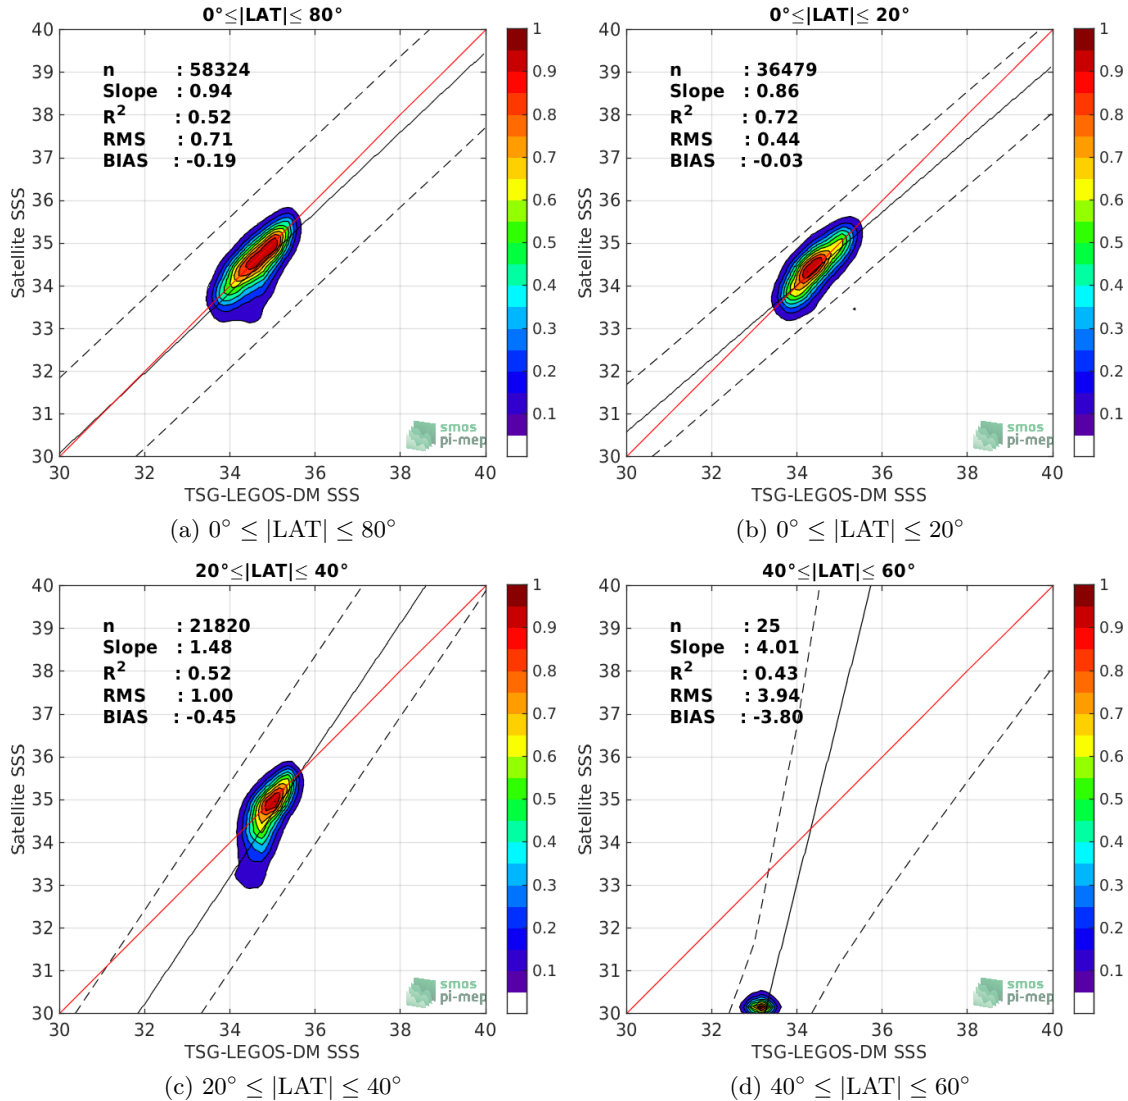 0°≤|LAT|≤ 80°
n : 58324
Slope : 0.94
R² : 0.52
RMS : 0.71
BIAS : -0.19
Satellite SSS
40
39
38
37
36
35
34
33
32
31
30
30 32 34 36 38 40
TSG-LEGOS-DM SSS
1
0.9
0.8
0.7
0.6
0.5
0.4
0.3
0.2
0.1
smos
pi-mep
(a) 0° ≤ |LAT| ≤ 80°
0°≤|LAT|≤ 20°
n : 36479
Slope : 0.86
R² : 0.72
RMS : 0.44
BIAS : -0.03
Satellite SSS
40
39
38
37
36
35
34
33
32
31
30
30 32 34 36 38 40
TSG-LEGOS-DM SSS
1
0.9
0.8
0.7
0.6
0.5
0.4
0.3
0.2
0.1
smos
pi-mep
(b) 0° ≤ |LAT| ≤ 20°
20°≤|LAT|≤ 40°
n : 21820
Slope : 1.48
R² : 0.52
RMS : 1.00
BIAS : -0.45
Satellite SSS
40
39
38
37
36
35
34
33
32
31
30
30 32 34 36 38 40
TSG-LEGOS-DM SSS
1
0.9
0.8
0.7
0.6
0.5
0.4
0.3
0.2
0.1
smos
pi-mep
(c) 20° ≤ |LAT| ≤ 40°
40°≤|LAT|≤ 60°
n : 25
Slope : 4.01
R² : 0.43
RMS : 3.94
BIAS : -3.80
Satellite SSS
40
39
38
37
36
35
34
33
32
31
30
30 32 34 36 38 40
TSG-LEGOS-DM SSS
1
0.9
0.8
0.7
0.6
0.5
0.4
0.3
0.2
0.1
smos
pi-mep
(d) 40° ≤ |LAT| ≤ 60°